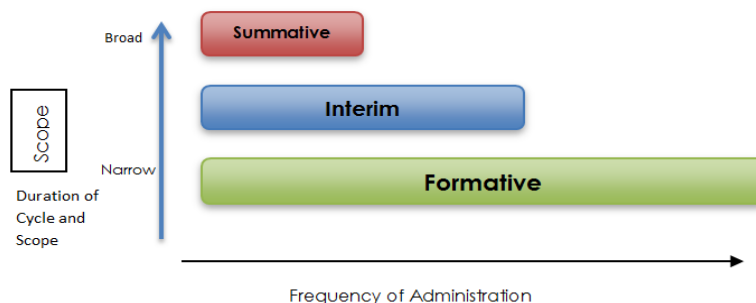 Summative
Broad
Interim
Scope
Narrow
Formative
Duration of
Cycle and
Scope
Frequency of Administration